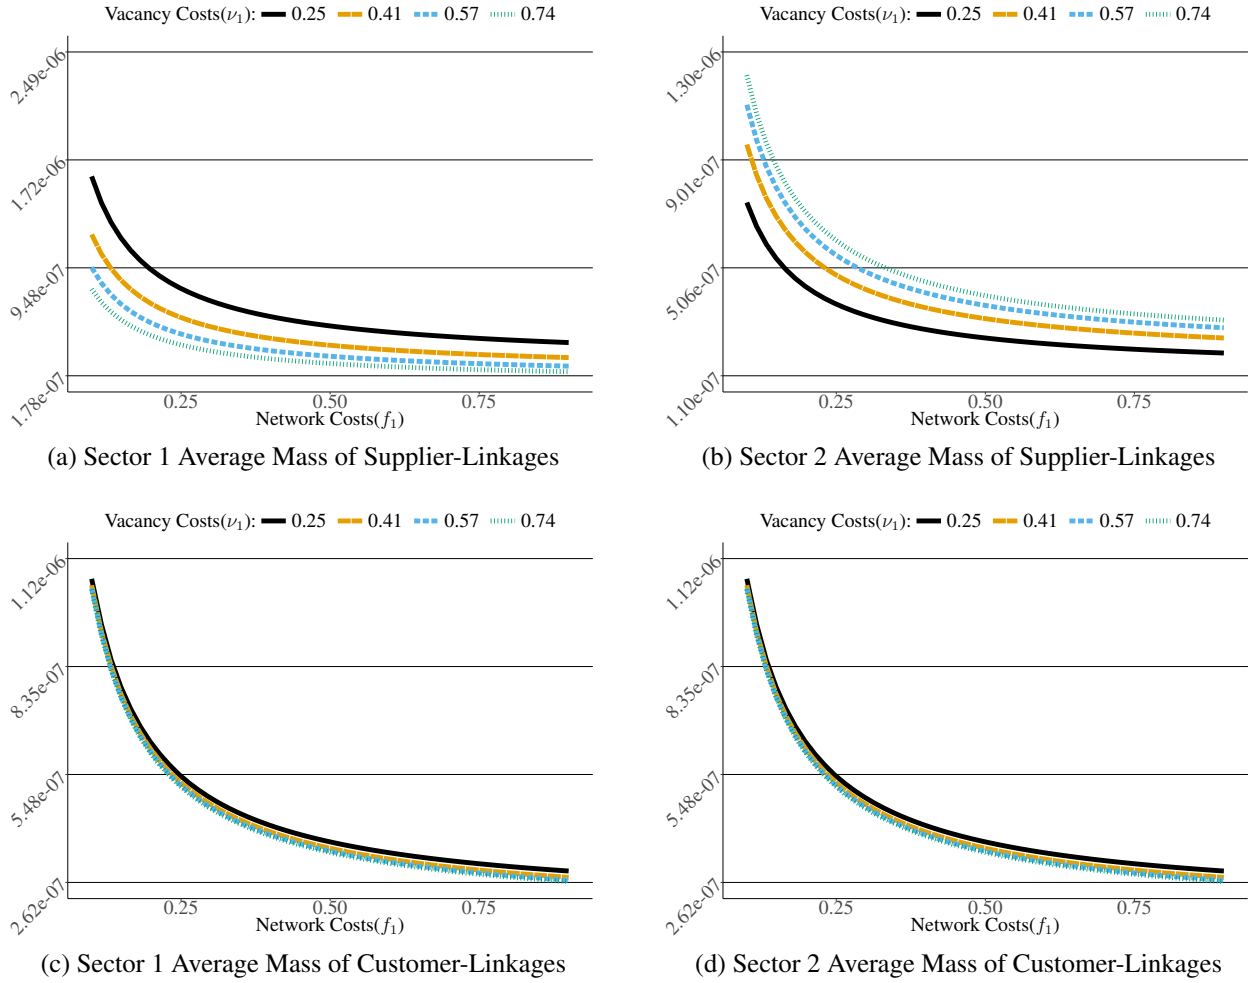 Vacancy Costs(ν₁): 0.25 0.41 0.57 0.74
2.49e-06
1.72e-06
9.48e-07
1.78e-07
0.25 0.50 0.75
Network Costs(f₁)
(a) Sector 1 Average Mass of Supplier-Linkages
Vacancy Costs(ν₁): 0.25 0.41 0.57 0.74
1.30e-06
9.01e-07
5.06e-07
1.10e-07
0.25 0.50 0.75
Network Costs(f₁)
(b) Sector 2 Average Mass of Supplier-Linkages
Vacancy Costs(ν₁): 0.25 0.41 0.57 0.74
1.12e-06
8.35e-07
5.48e-07
2.62e-07
0.25 0.50 0.75
Network Costs(f₁)
(c) Sector 1 Average Mass of Customer-Linkages
Vacancy Costs(ν₁): 0.25 0.41 0.57 0.74
1.12e-06
8.35e-07
5.48e-07
2.62e-07
0.25 0.50 0.75
Network Costs(f₁)
(d) Sector 2 Average Mass of Customer-Linkages